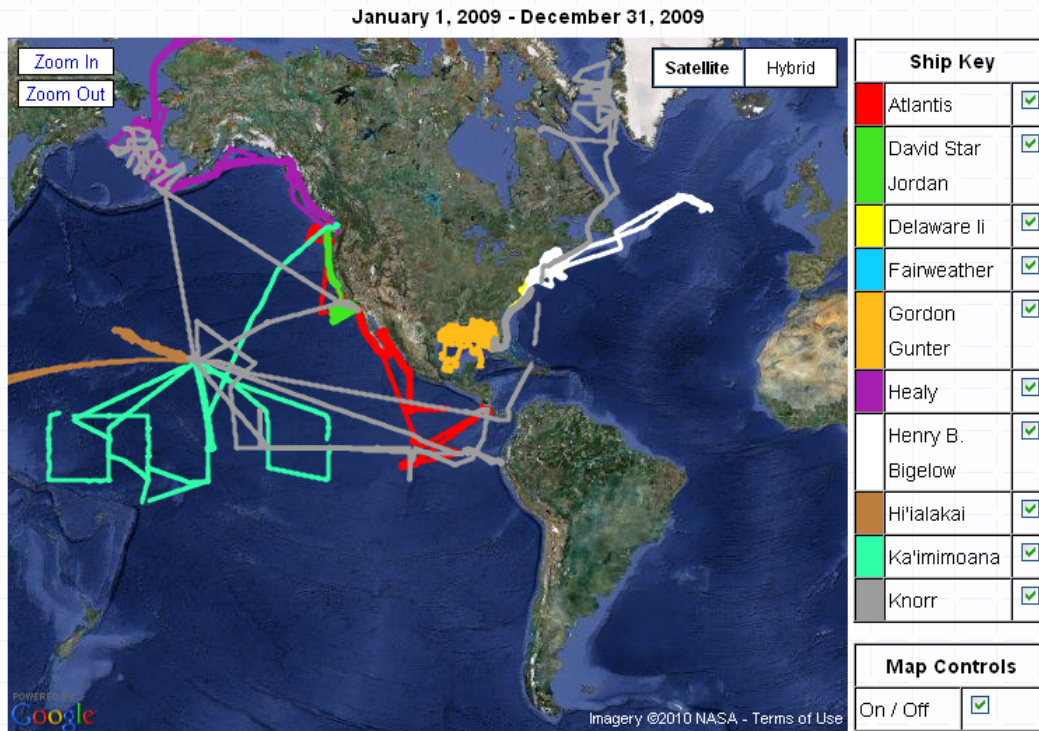 January 1, 2009 - December 31, 2009
Zoom In
Zoom Out
Satellite
Hybrid
Ship Key
Atlantis
David Star
Jordan
Delaware Ii
Fairweather
Gordon
Gunter
Healy
Henry B.
Bigelow
Hi'ialakai
Ka'imimoana
Knorr
Map Controls
On / Off
POWERED BY
Google
Imagery ©2010 NASA - Terms of Use